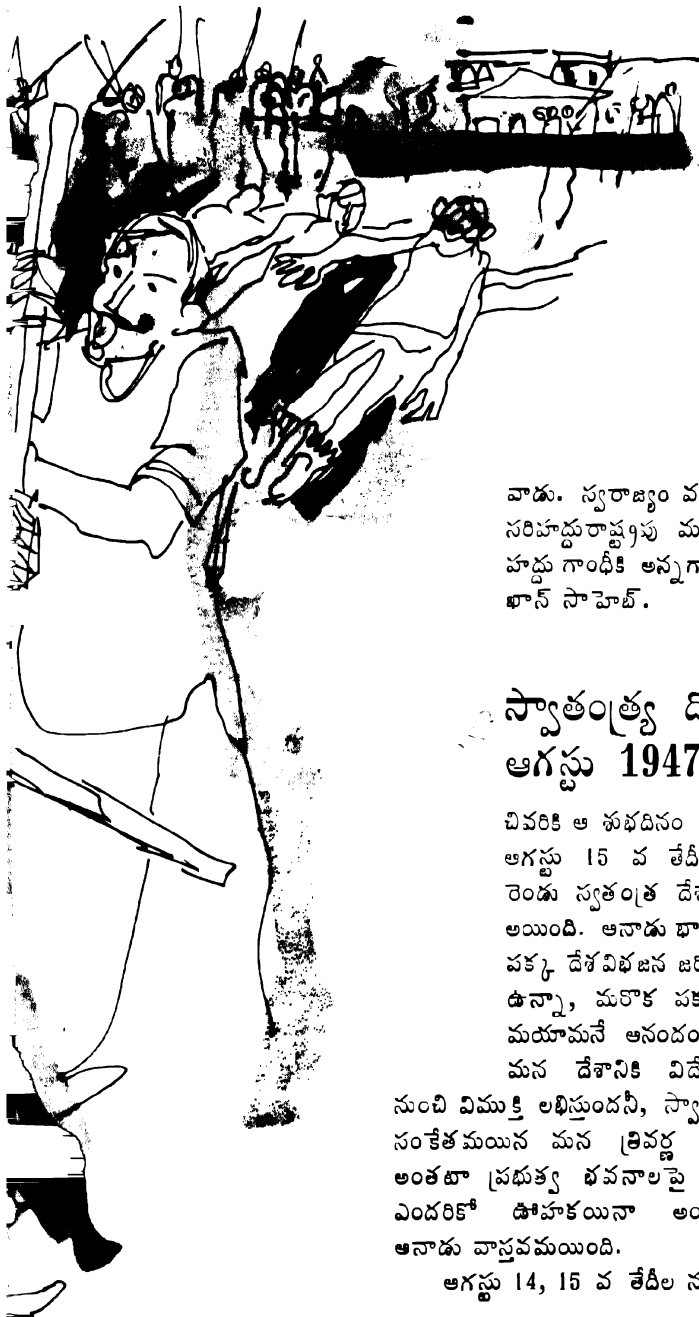 GPO
వాడు. స్వరాజ్యం వ
సరిహద్దురాష్ట్రపు మ
హద్దు గాంధీకి అన్నగా
ఖాన్ సాహెబ్.
స్వాతంత్ర్య ది
ఆగస్టు 1947
చివరికి ఆ శుభదినం
ఆగస్టు 15 వ తేదీ
రెండు స్వతంత్ర దేశ
అయింది. ఆనాడు భా
పక్క దేశవిభజన జరి
ఉన్నా, మరొక పక
మయామనే ఆనందం
మన దేశానికి విదే
నుంచి విముక్తి లభిస్తుందనీ, స్వా
సంకేతమయిన మన త్రివర్ణ
అంతటా ప్రభుత్వ భవనాలపై
ఎందరికో ఊహకయినా అం
ఆనాడు వాస్తవమయింది.
ఆగస్టు 14, 15 వ తేదీల న